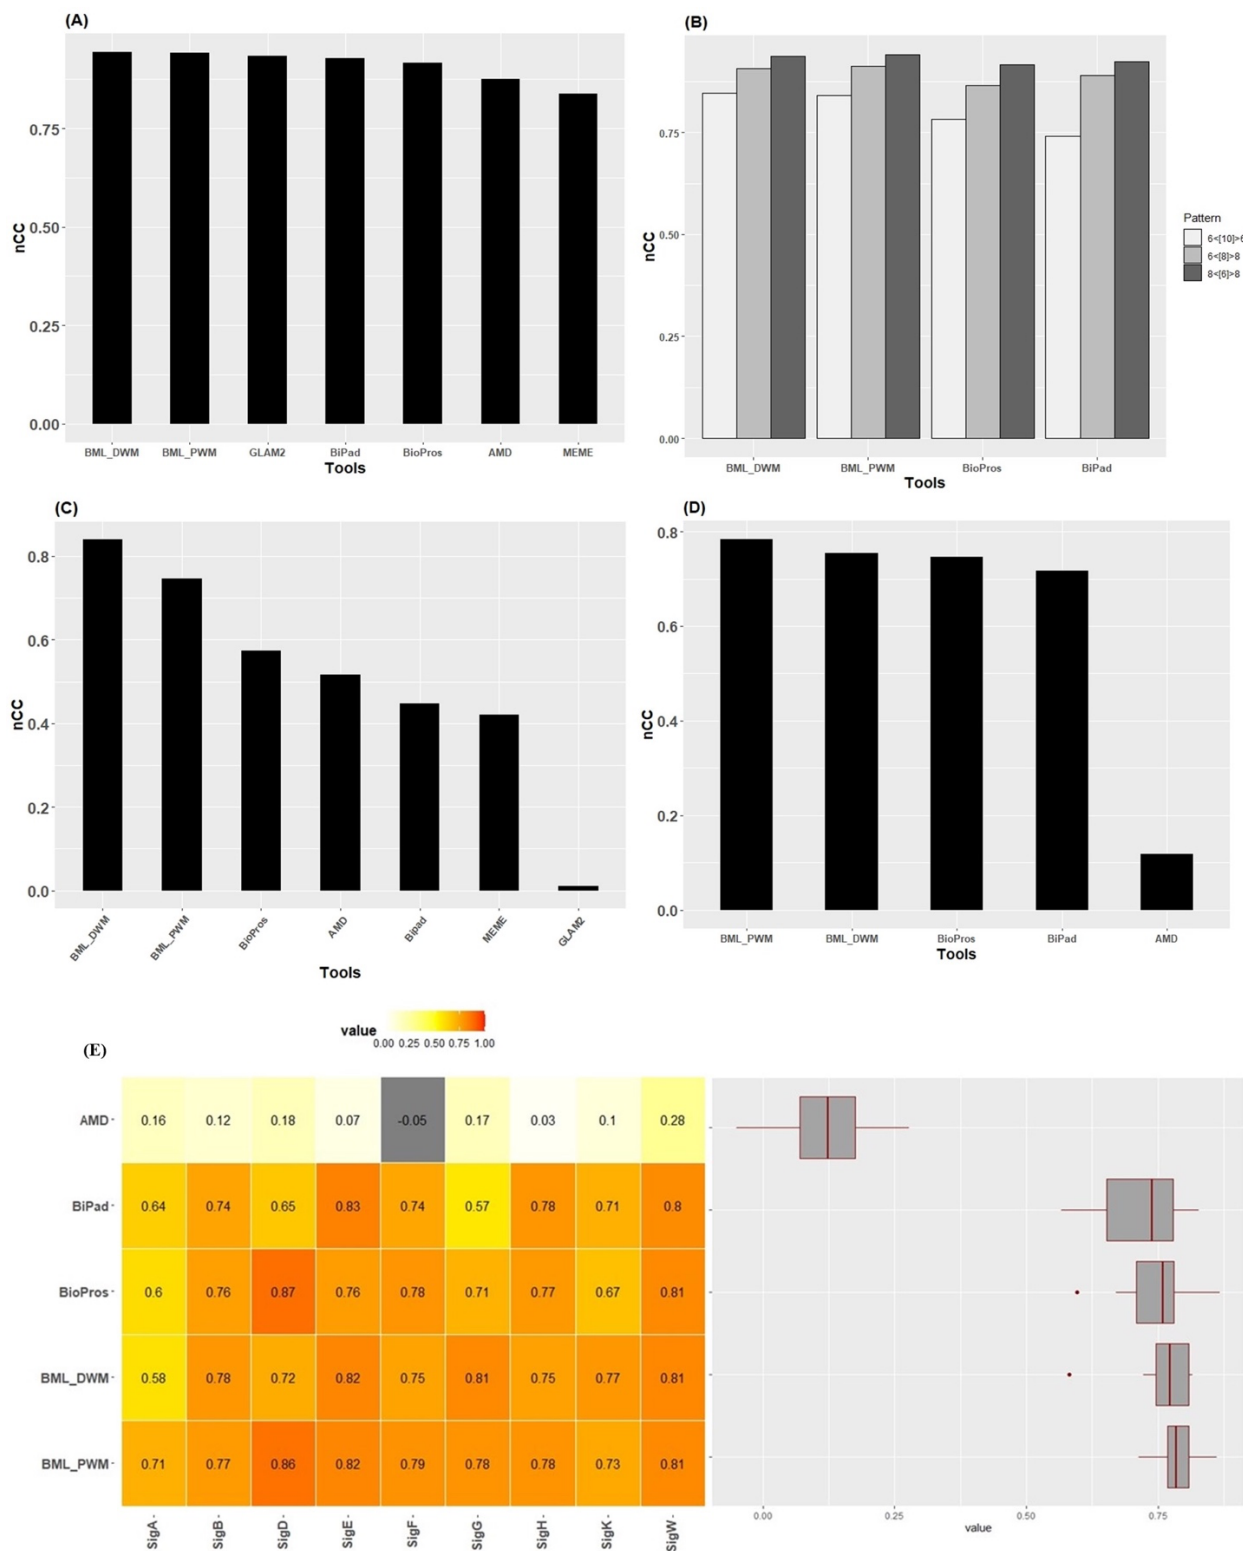 (A)
0.75
0.50
0.25
0.00
nCC
BML_DWM BML_PWM GLAM2 BiPad BioPros AMD MEME
Tools
(B)
0.75
0.50
0.25
0.00
nCC
BML_DWM BML_PWM BioPros BiPad
Tools
Pattern
6<[10]>6
6<[8]>8
8<[6]>8
(C)
0.8
0.6
0.4
0.2
0.0
nCC
BML_DWM BML_PWM BioPros AMD Bipad MEME GLAM2
Tools
(D)
0.8
0.6
0.4
0.2
0.0
nCC
BML_PWM BML_DWM BioPros BiPad AMD
Tools
(E)
value
0.00 0.25 0.50 0.75 1.00
AMD 0.16 0.12 0.18 0.07 -0.05 0.17 0.03 0.1 0.28
BiPad 0.64 0.74 0.65 0.83 0.74 0.57 0.78 0.71 0.8
BioPros 0.6 0.76 0.87 0.76 0.78 0.71 0.77 0.67 0.81
BML_DWM 0.58 0.78 0.72 0.82 0.75 0.81 0.75 0.77 0.81
BML_PWM 0.71 0.77 0.86 0.82 0.79 0.78 0.78 0.73 0.81
SigA SigB SigD SigE SigF SigG SigH SigK SigW
0.00 0.25 0.50 0.75
value